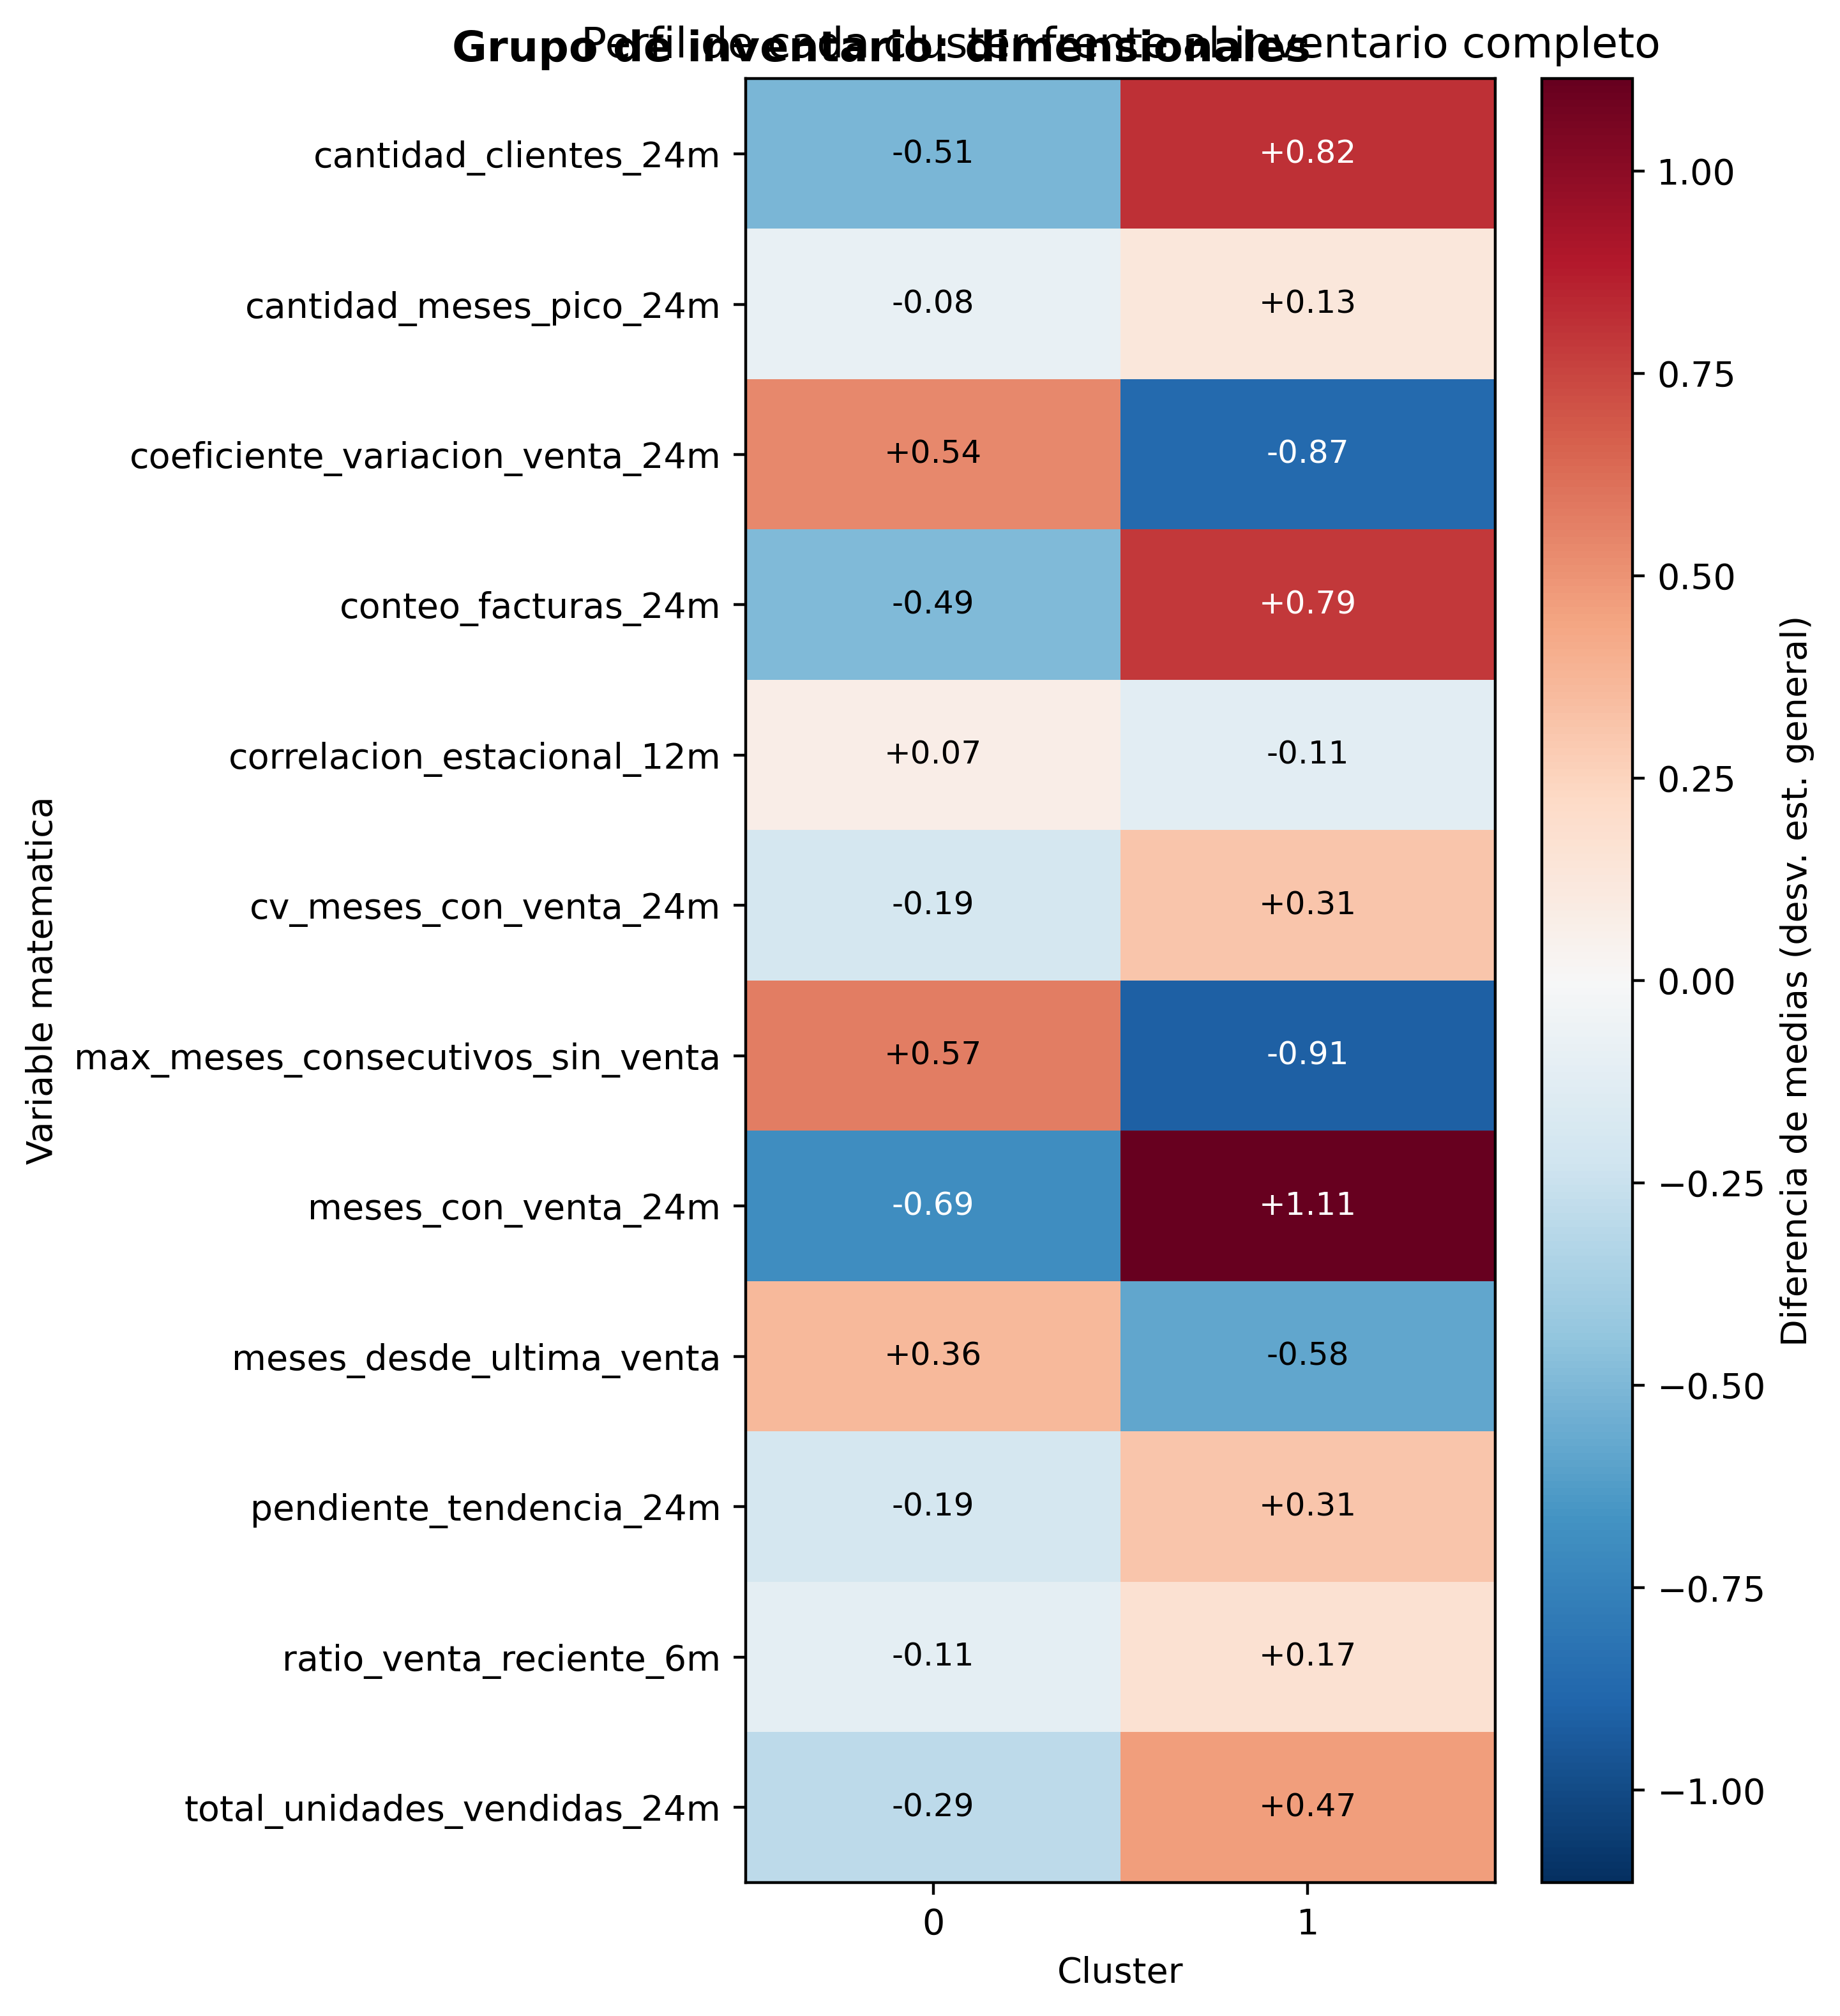 Grupo de inventario: dimensionales
Perfil de cada cluster frente al inventario completo
cantidad_clientes_24m -0.51 +0.82
cantidad_meses_pico_24m -0.08 +0.13
coeficiente_variacion_venta_24m +0.54 -0.87
conteo_facturas_24m -0.49 +0.79
correlacion_estacional_12m +0.07 -0.11
cv_meses_con_venta_24m -0.19 +0.31
max_meses_consecutivos_sin_venta +0.57 -0.91
meses_con_venta_24m -0.69 +1.11
meses_desde_ultima_venta +0.36 -0.58
pendiente_tendencia_24m -0.19 +0.31
ratio_venta_reciente_6m -0.11 +0.17
total_unidades_vendidas_24m -0.29 +0.47
0 1
Cluster
Variable matematica
1.00
0.75
0.50
0.25
0.00
−0.25
−0.50
−0.75
−1.00
Diferencia de medias (desv. est. general)